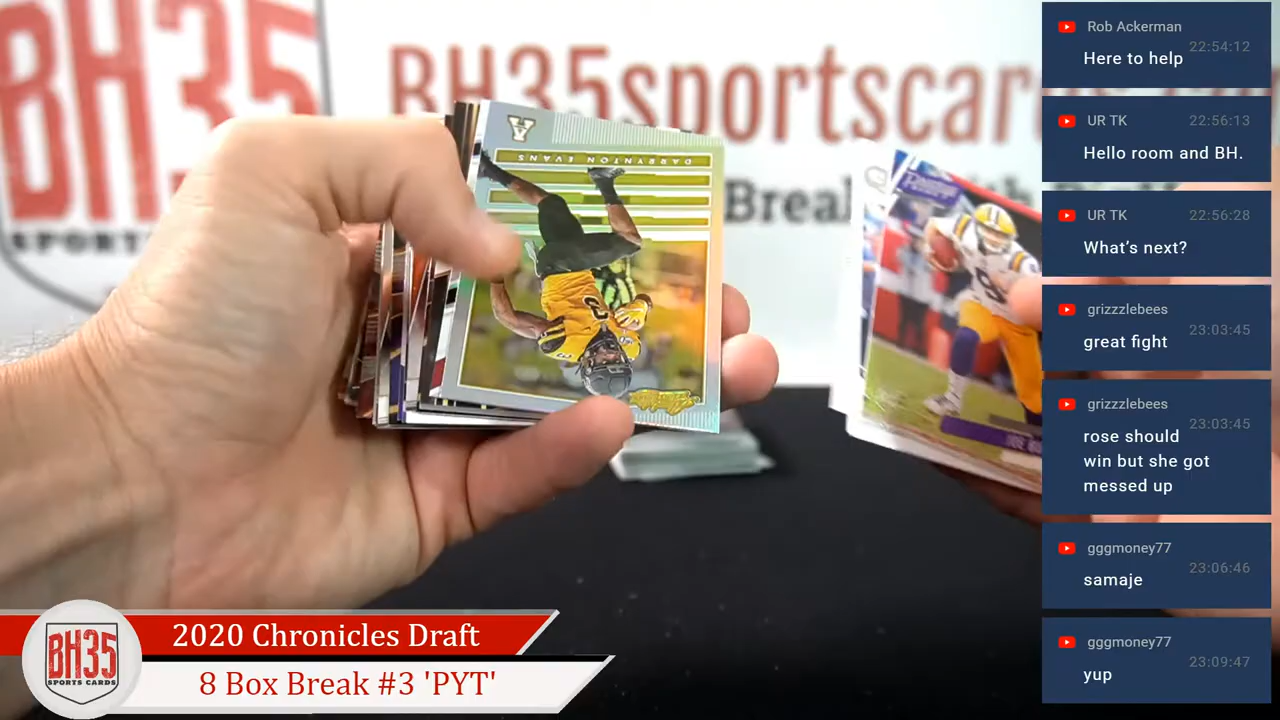 BH35
SPORTS
BH35sportscar
Break
DARRYNTON EVANS
JOE
Rob Ackerman
22:54:12
Here to help
UR TK
22:56:13
Hello room and BH.
UR TK
22:56:28
What's next?
grizzzlebees
23:03:45
great fight
grizzzlebees
23:03:45
rose should
win but she got
messed up
gggmoney77
23:06:46
samaje
gggmoney77
23:09:47
yup
BH35
SPORTS CARDS
2020 Chronicles Draft
8 Box Break #3 'PYT'